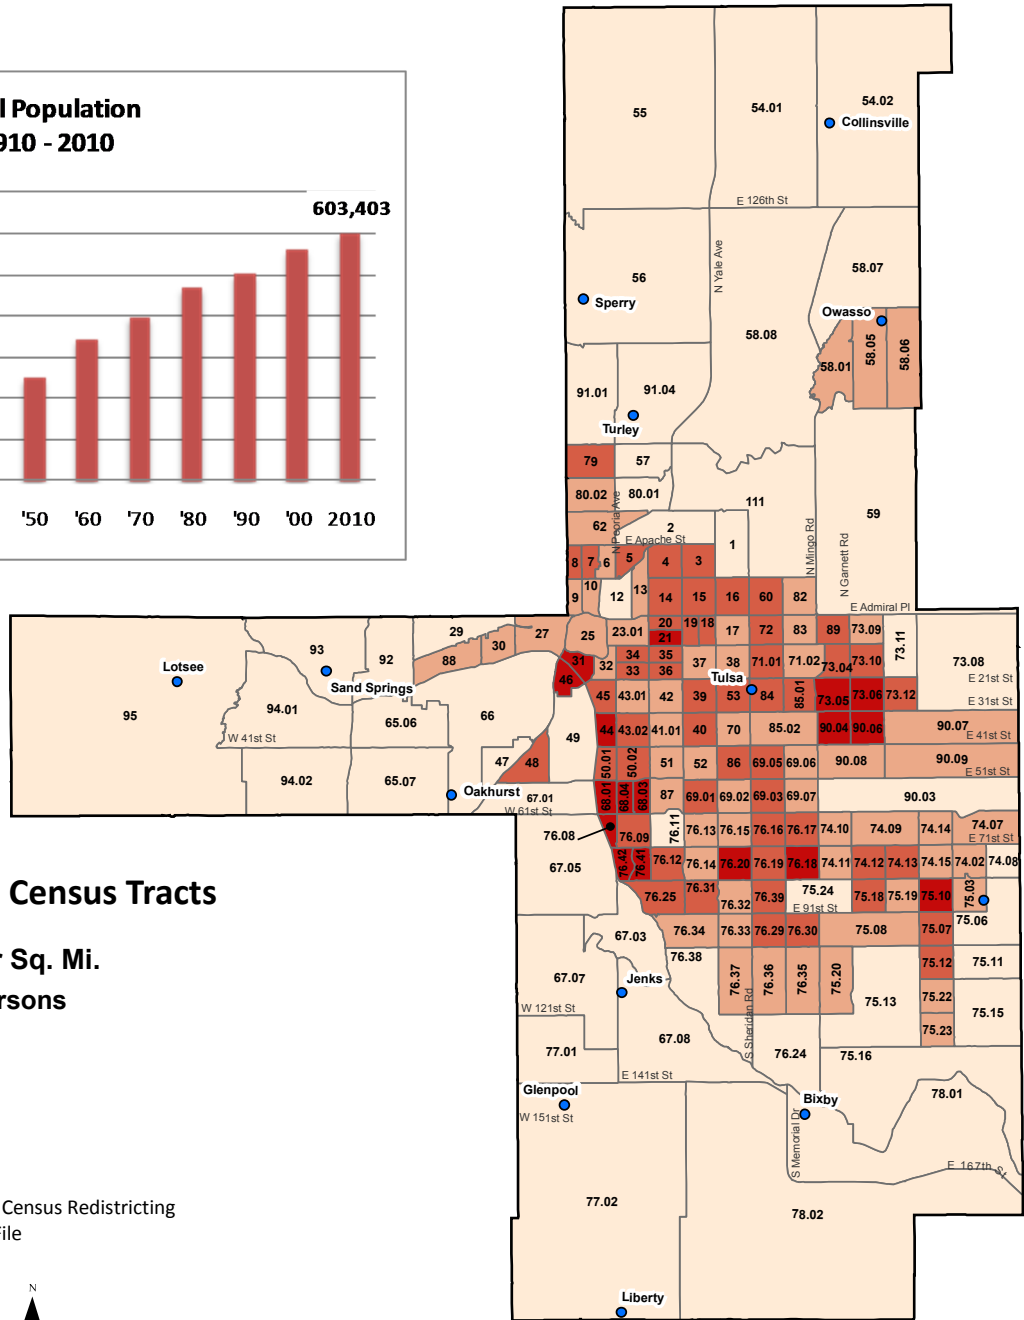 l Population
910 - 2010
603,403
'50 '60 '70 '80 '90 '00 2010
Census Tracts
r Sq. Mi.
rsons
Census Redistricting
File
N
55
54.01
54.02
Collinsville
E 126th St
N Yale Ave
56
58.07
Sperry
Owasso
58.08
58.01
58.05
58.06
91.01
91.04
Turley
79
57
80.02
80.01
111
59
N Peoria Ave
62
2
E Apache St
1
N Mingo Rd
N Garnett Rd
8 7 6 5 4 3
9 10 12 13 14 15 16 60 82
E Admiral Pl
29 27 25 23.01 20 19 18 17 72 83 89 73.09
21
73.11
93
92
88 30
31 32 34 35 37 38 71.01 71.02 73.04 73.10
33 36
73.08
Lotsee
Sand Springs
46
Tulsa
E 21st St
95
94.01
65.06
66
45 43.01 42 39 53 84 85.01 73.05 73.06 73.12
E 31st St
W 41st St
49
44 43.02 41.01 40 70 85.02 90.04 90.06 90.07
E 41st St
94.02
65.07
47 48
50.01 50.02 51 52 86 69.05 69.06 90.08 90.09
E 51st St
Oakhurst
67.01
W 61st St
68.01 68.04 68.03 87 69.01 69.02 69.03 69.07 90.03
76.08
76.09 76.11 76.13 76.15 76.16 76.17 74.10 74.09 74.14 74.07
E 71st St
67.05
76.42 76.41 76.12 76.14 76.20 76.19 76.18 74.11 74.12 74.13 74.15 74.02 74.08
76.25 76.31 76.32 76.39 75.24 75.18 75.19 75.10 75.03
E 91st St
75.06
67.03
76.34 76.33 76.29 76.30 75.08 75.07
76.38
67.07
Jenks
76.37 76.36 76.35 75.20
75.12 75.11
75.13
75.22
75.15
W 121st St
S Sheridan Rd
67.08
75.23
77.01
76.24
75.16
E 141st St
Glenpool
W 151st St
Bixby
78.01
S Memorial Dr
E 167th St
77.02
78.02
Liberty